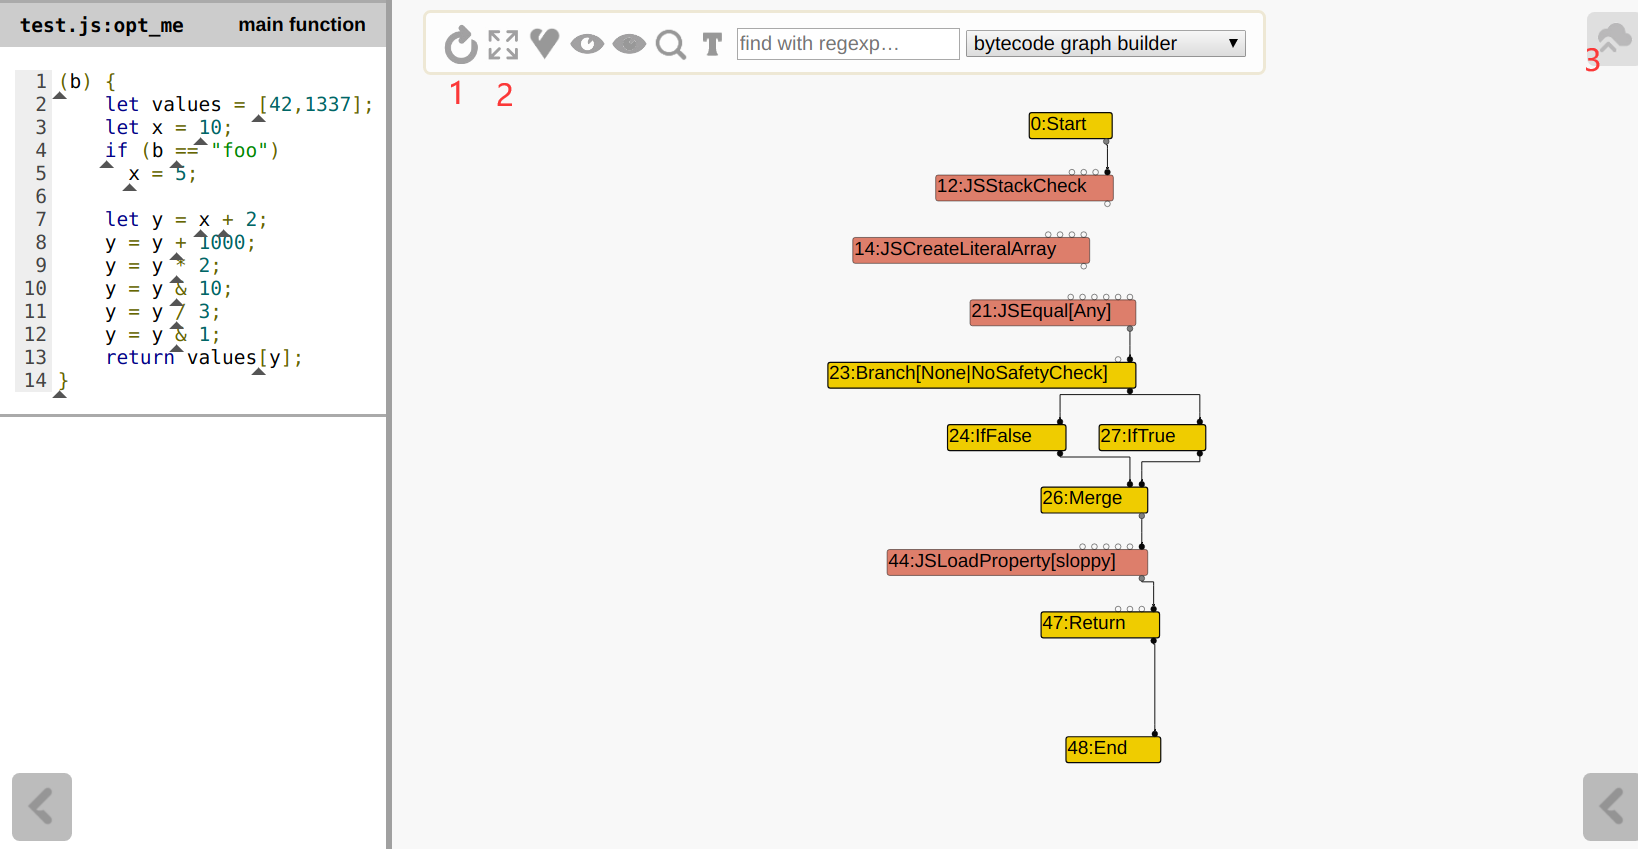 test.js:opt_me main function
1 (b) {
2 let values = [42,1337];
3 let x = 10;
4 if (b == "foo")
5 x = 5;
6
7 let y = x + 2;
8 y = y + 1000;
9 y = y * 2;
10 y = y & 10;
11 y = y / 3;
12 y = y & 1;
13 return values[y];
14 }
T find with regexp... bytecode graph builder
1 2 3
0:Start
12:JSStackCheck
14:JSCreateLiteralArray
21:JSEqual[Any]
23:Branch[None|NoSafetyCheck]
24:IfFalse 27:IfTrue
26:Merge
44:JSLoadProperty[sloppy]
47:Return
48:End